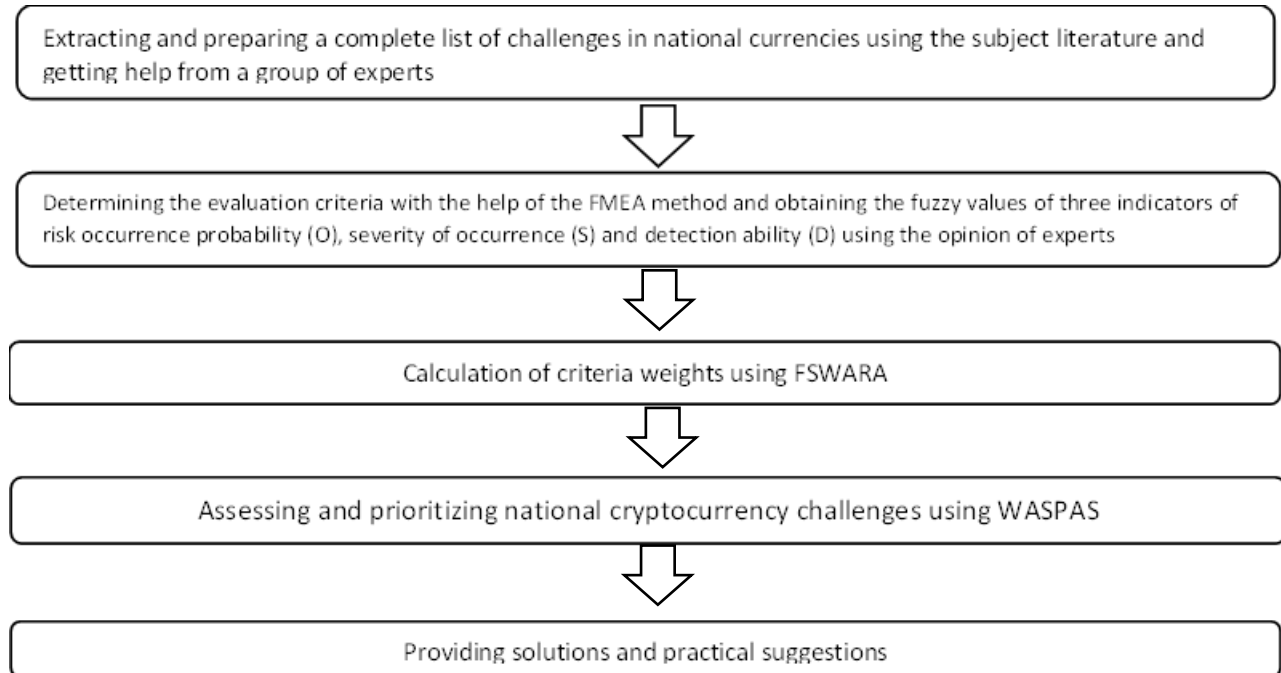 Extracting and preparing a complete list of challenges in national currencies using the subject literature and
getting help from a group of experts
Determining the evaluation criteria with the help of the FMEA method and obtaining the fuzzy values of three indicators of
risk occurrence probability (O), severity of occurrence (S) and detection ability (D) using the opinion of experts
Calculation of criteria weights using FSWARA
Assessing and prioritizing national cryptocurrency challenges using WASPAS
Providing solutions and practical suggestions